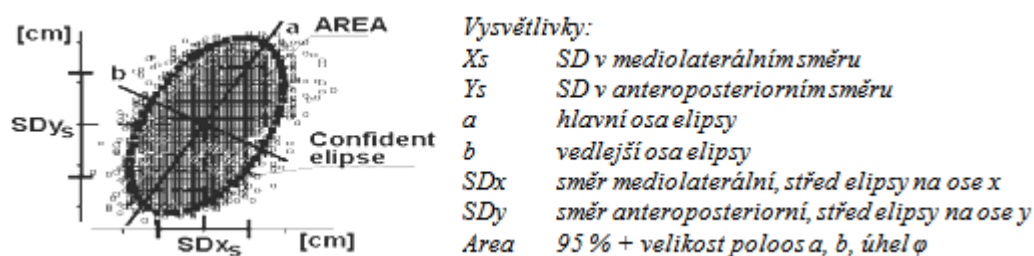 [cm]
a
AREA
b
SDyS
Confident
elipse
SDxS
[cm]
Vysvětlivky:
Xs SD v mediolaterálním směru
Ys SD v anteroposteriorním směru
a hlavní osa elipsy
b vedlejší osa elipsy
SDx směr mediolaterální, střed elipsy na ose x
SDy směr anteroposteriorní, střed elipsy na ose y
Area 95 % + velikost poloos a, b, úhel φ